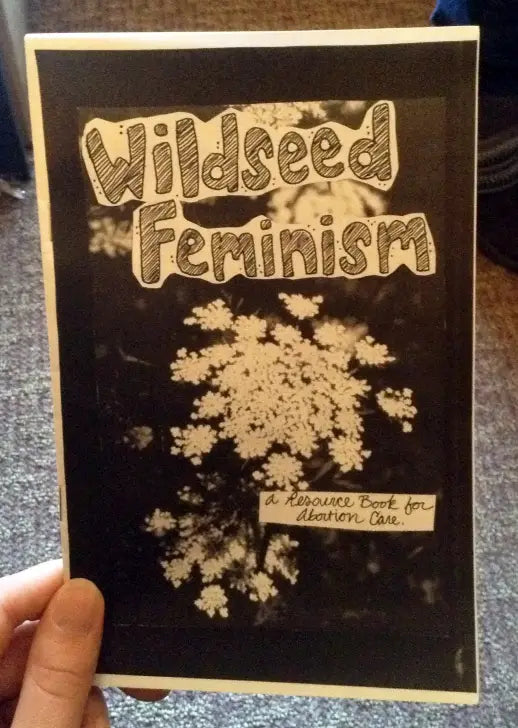 Wildseed
Feminism
a Resource Book for
Abortion Care.